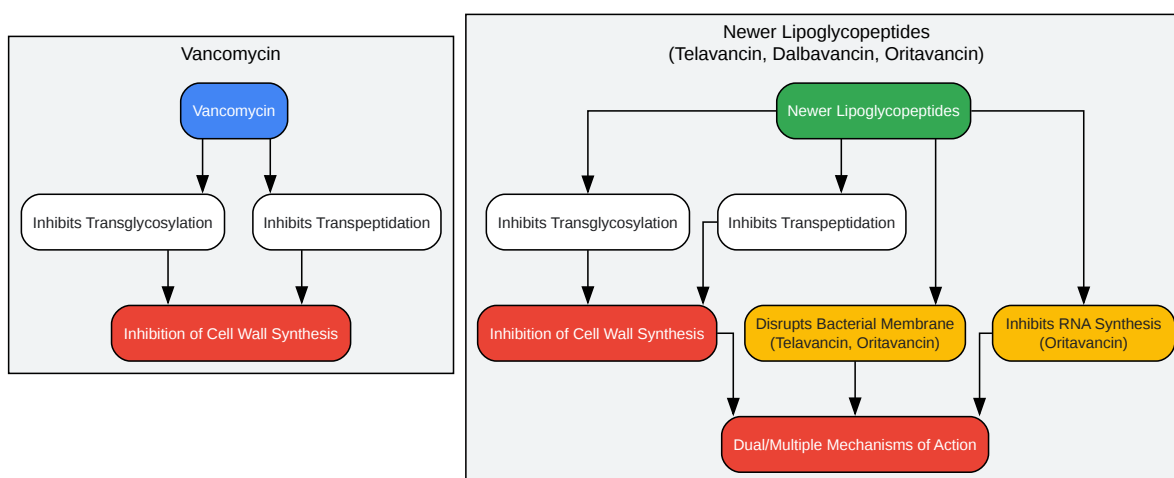 Vancomycin
Vancomycin
Inhibits Transglycosylation
Inhibits Transpeptidation
Inhibition of Cell Wall Synthesis
Newer Lipoglycopeptides
(Telavancin, Dalbavancin, Oritavancin)
Newer Lipoglycopeptides
Inhibits Transglycosylation
Inhibits Transpeptidation
Inhibition of Cell Wall Synthesis
Disrupts Bacterial Membrane
(Telavancin, Oritavancin)
Inhibits RNA Synthesis
(Oritavancin)
Dual/Multiple Mechanisms of Action